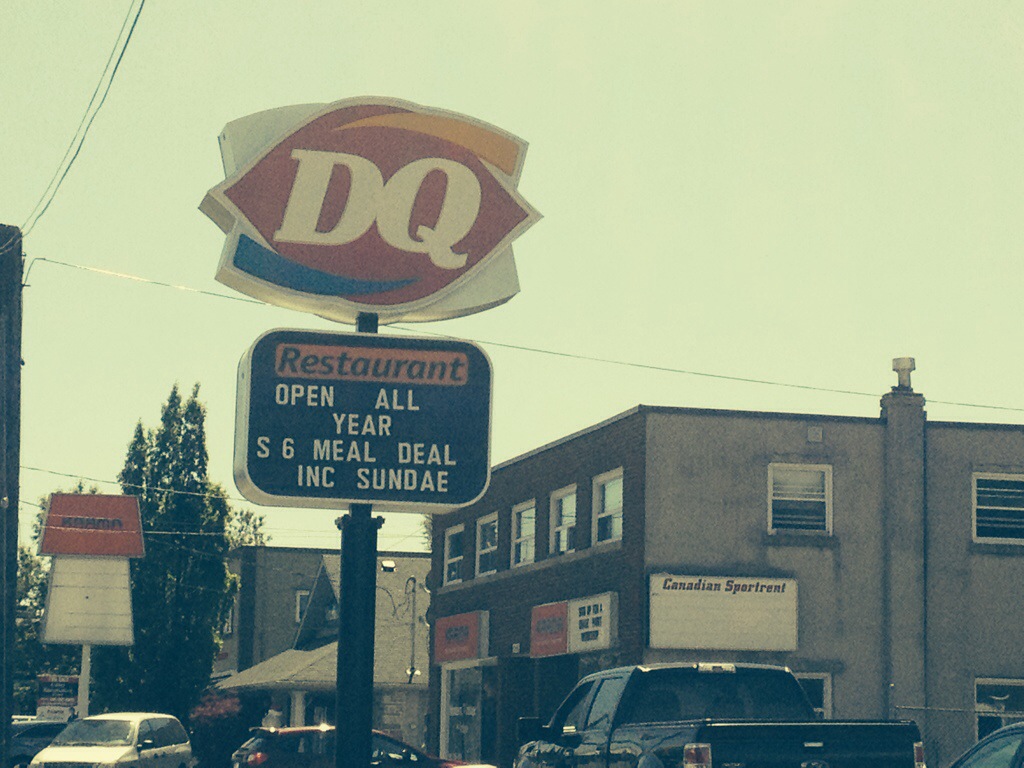 DQ
Restaurant
OPEN ALL
YEAR
S 6 MEAL DEAL
INC SUNDAE
Canadian Sportrent